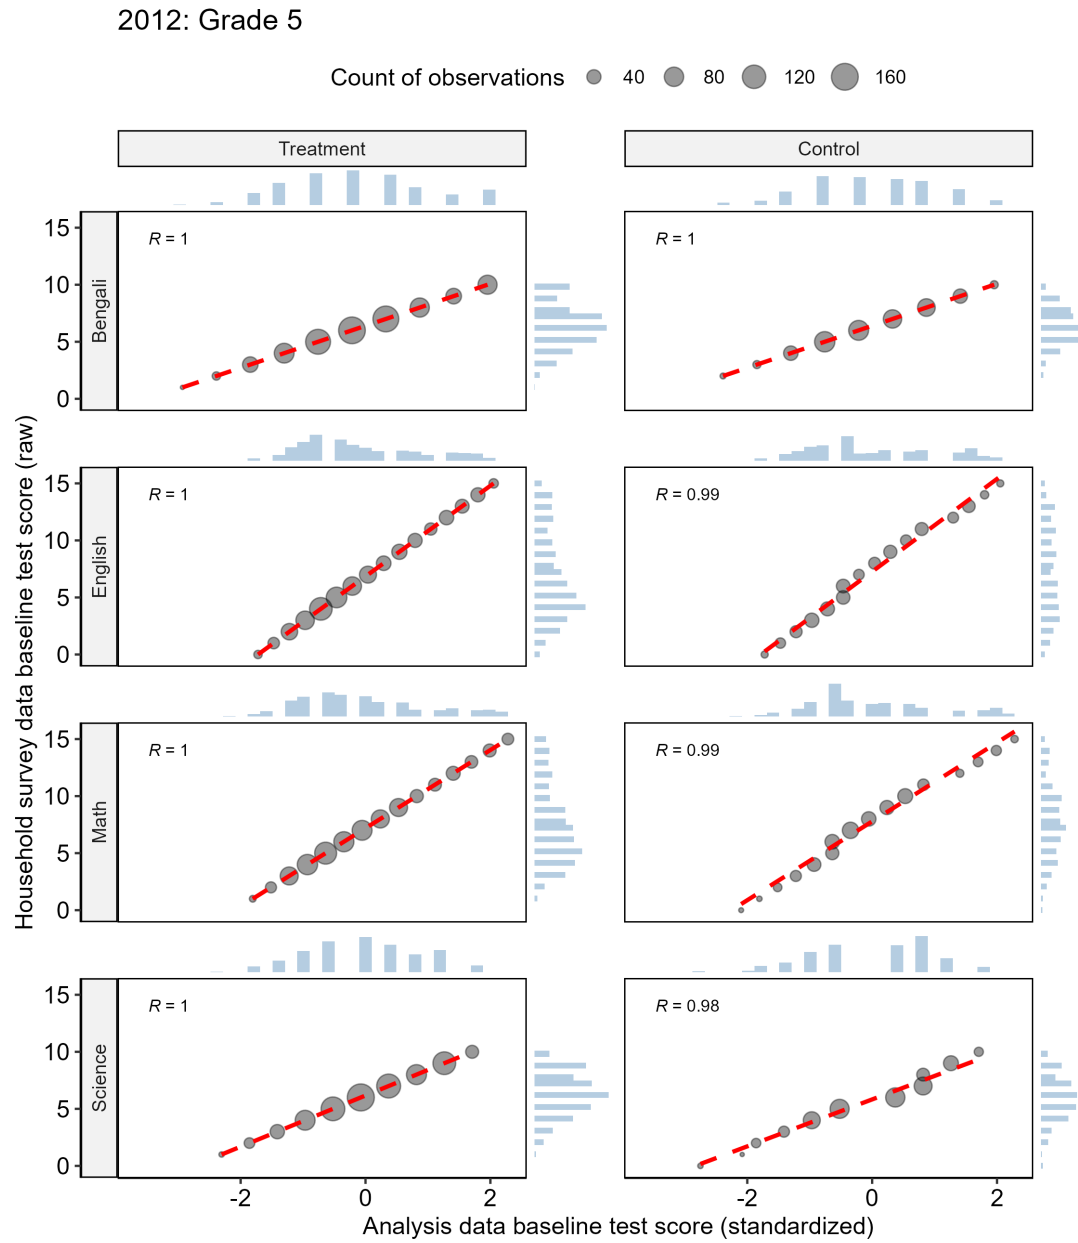 2012: Grade 5
Count of observations 40 80 120 160
Treatment Control
Bengali
15
10
5
0
R = 1
R = 1
English
15
10
5
0
R = 1
R = 0.99
Math
15
10
5
0
R = 1
R = 0.99
Science
15
10
5
0
R = 1
R = 0.98
-2 0 2 -2 0 2
Household survey data baseline test score (raw)
Analysis data baseline test score (standardized)